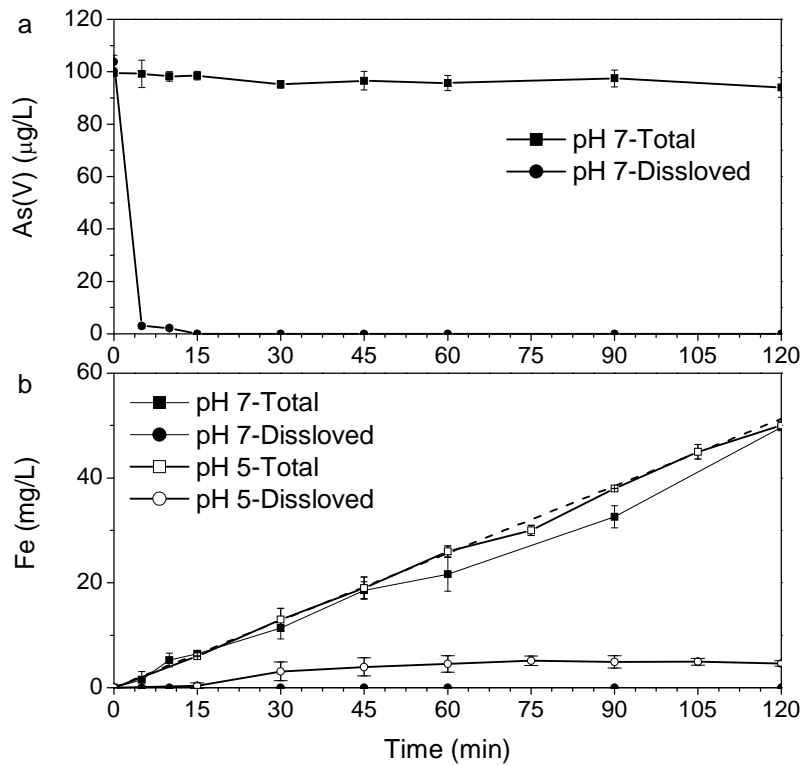 a
120
100
80
60
40
20
0
As(V) (μg/L)
pH 7-Total
pH 7-Dissloved
0 15 30 45 60 75 90 105 120
b
60
40
20
0
Fe (mg/L)
pH 7-Total
pH 7-Dissloved
pH 5-Total
pH 5-Dissloved
0 15 30 45 60 75 90 105 120
Time (min)